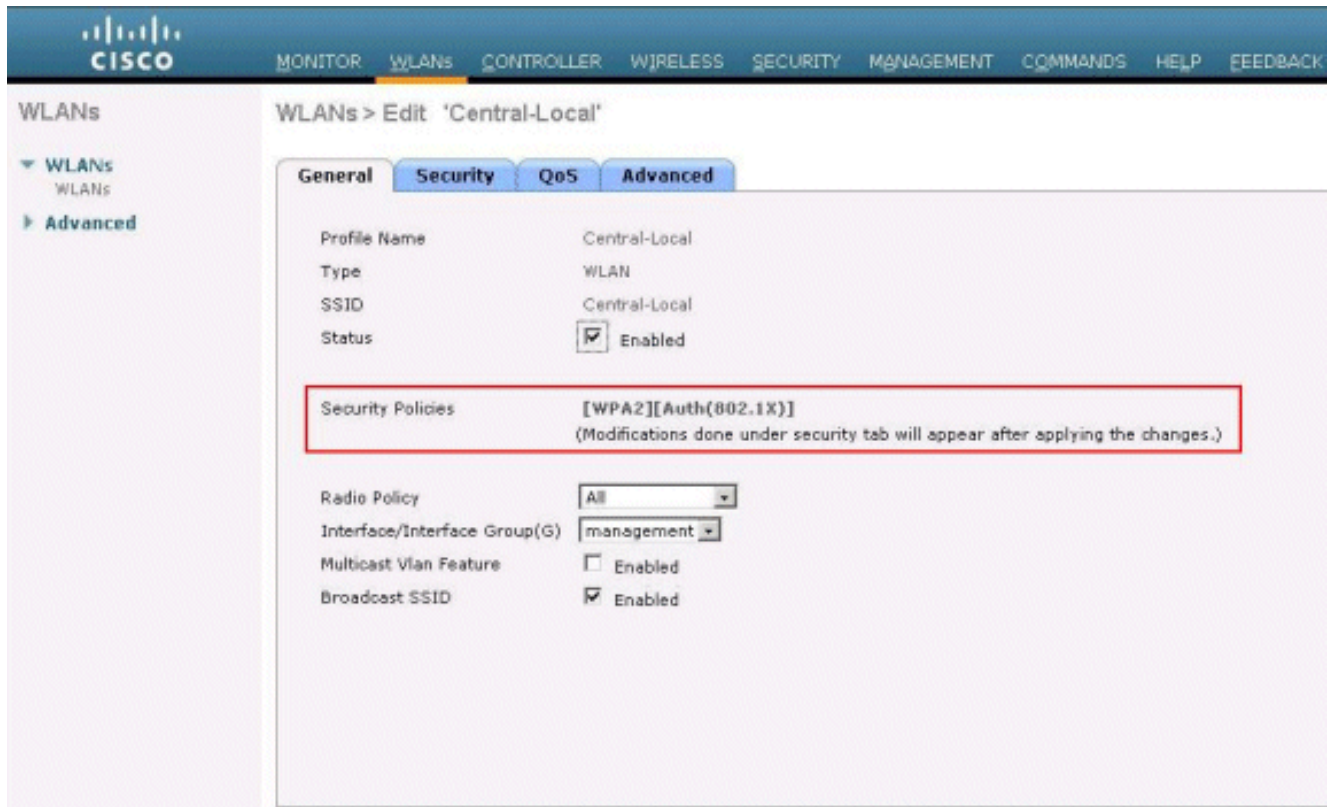 CISCO
MONITOR WLANs CONTROLLER WIRELESS SECURITY MANAGEMENT COMMANDS HELP FEEDBACK
WLANs
WLANs > Edit 'Central-Local'
WLANs
WLANs
Advanced
General Security QoS Advanced
Profile Name Central-Local
Type WLAN
SSID Central-Local
Status Enabled
Security Policies [WPA2][Auth(802.1X)]
(Modifications done under security tab will appear after applying the changes.)
Radio Policy All
Interface/Interface Group(G) management
Multicast Vlan Feature Enabled
Broadcast SSID Enabled